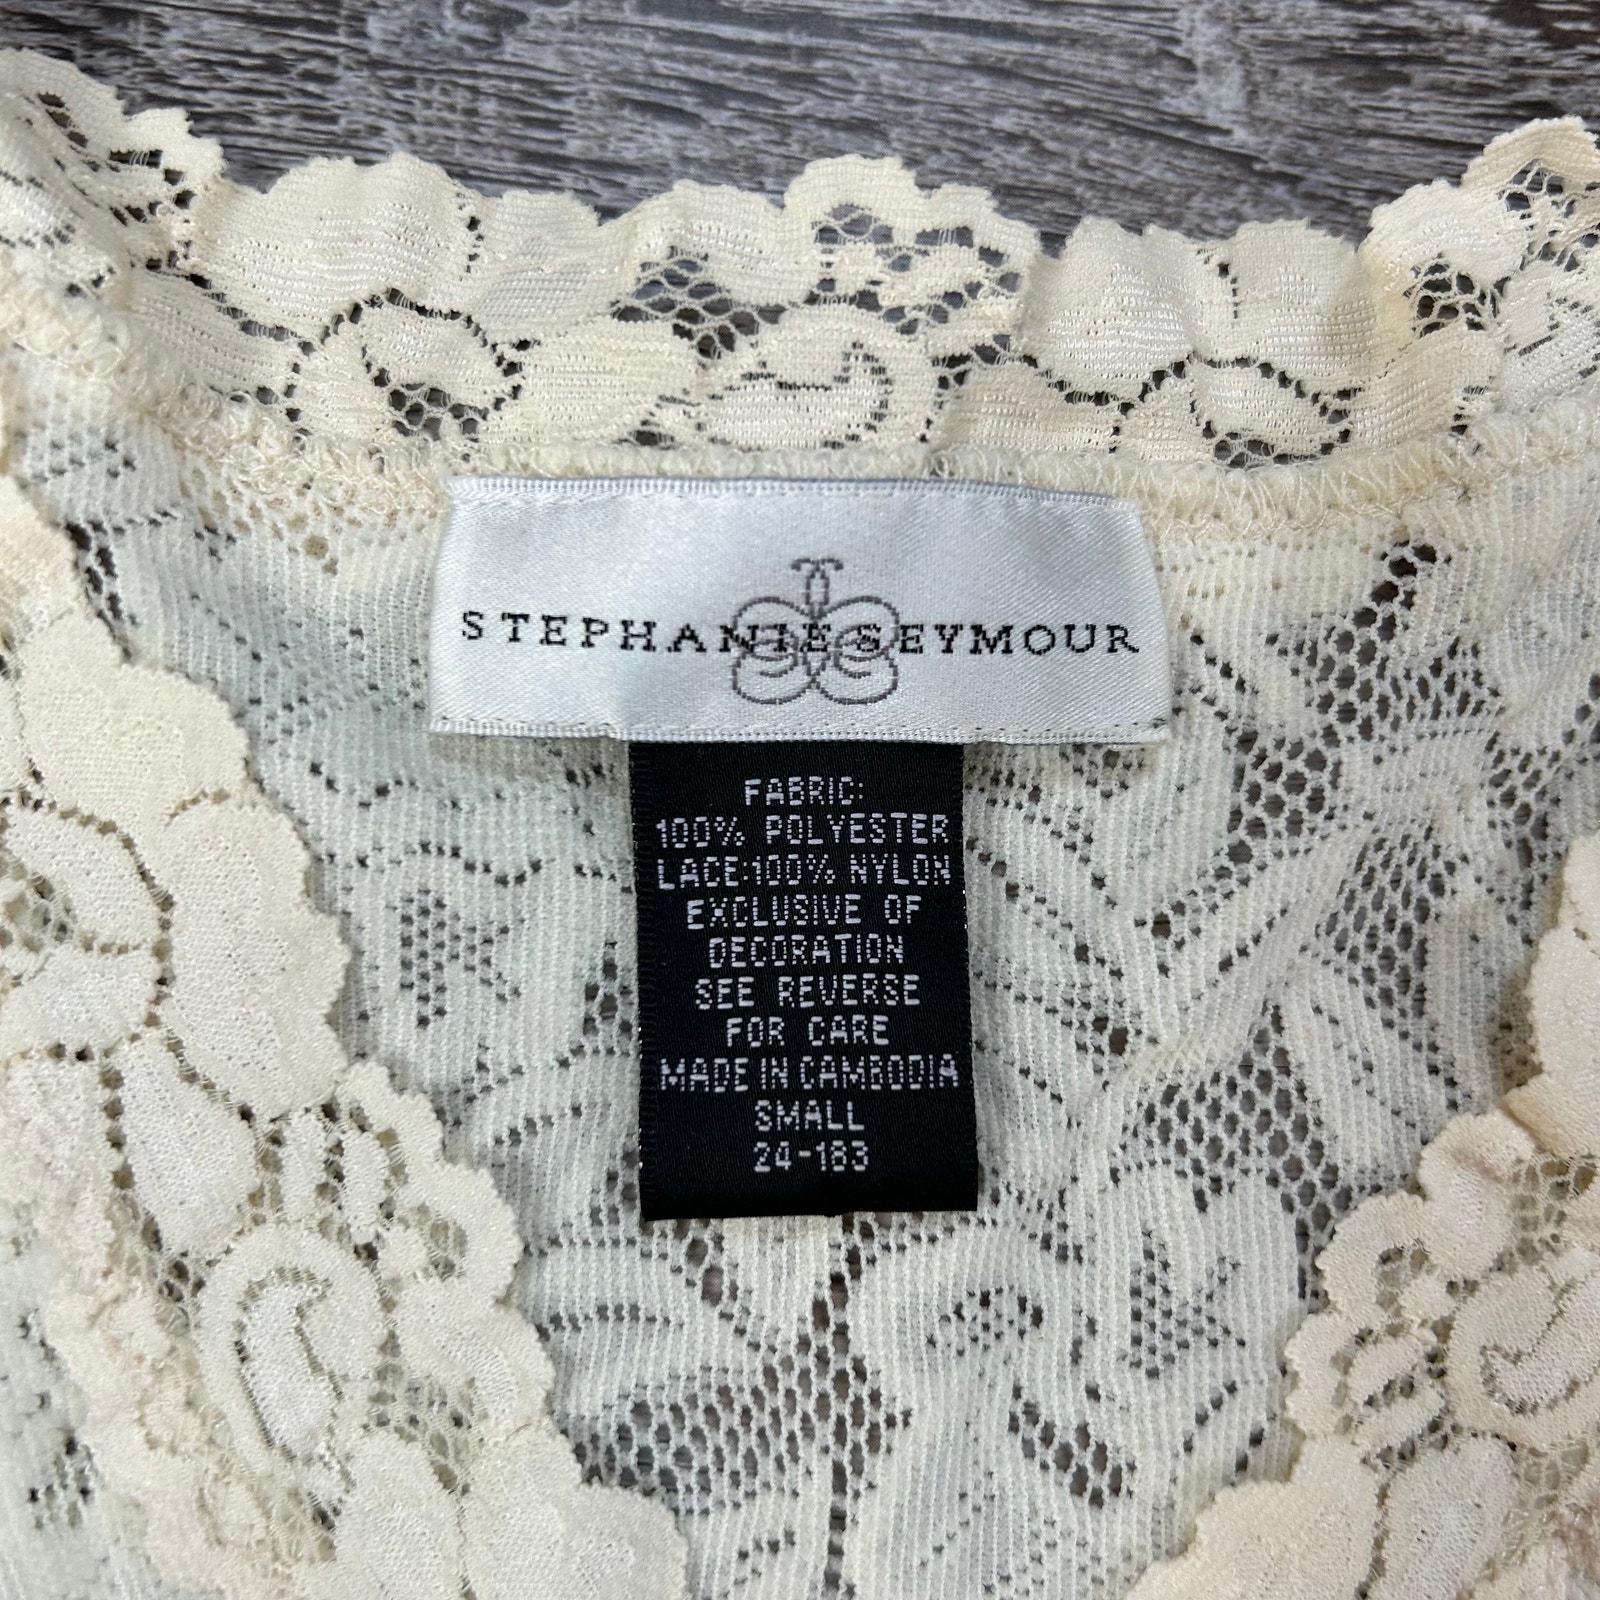 STEPHANIE SEYMOUR
FABRIC:
100% POLYESTER
LACE:100% NYLON
EXCLUSIVE OF
DECORATION
SEE REVERSE
FOR CARE
MADE IN CAMBODIA
SMALL
24-183